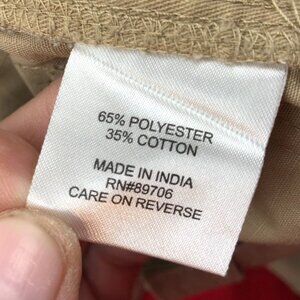 65% POLYESTER
35% COTTON
MADE IN INDIA
RN#89706
CARE ON REVERSE